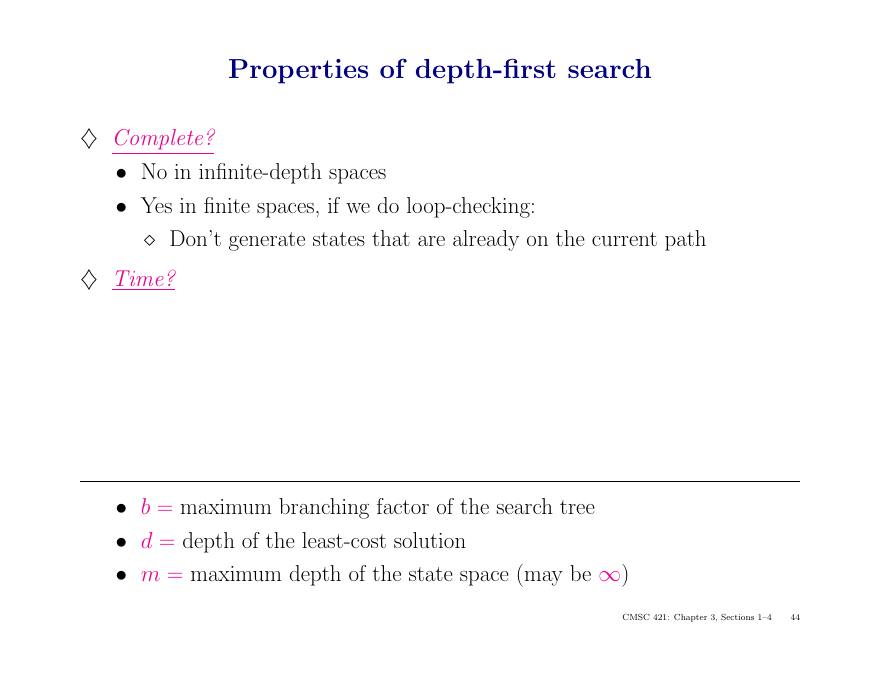 Properties of depth-first search
♢ Complete?
• No in infinite-depth spaces
• Yes in finite spaces, if we do loop-checking:
⋄ Don't generate states that are already on the current path
♢ Time?
• b = maximum branching factor of the search tree
• d = depth of the least-cost solution
• m = maximum depth of the state space (may be ∞)
CMSC 421: Chapter 3, Sections 1–4 44